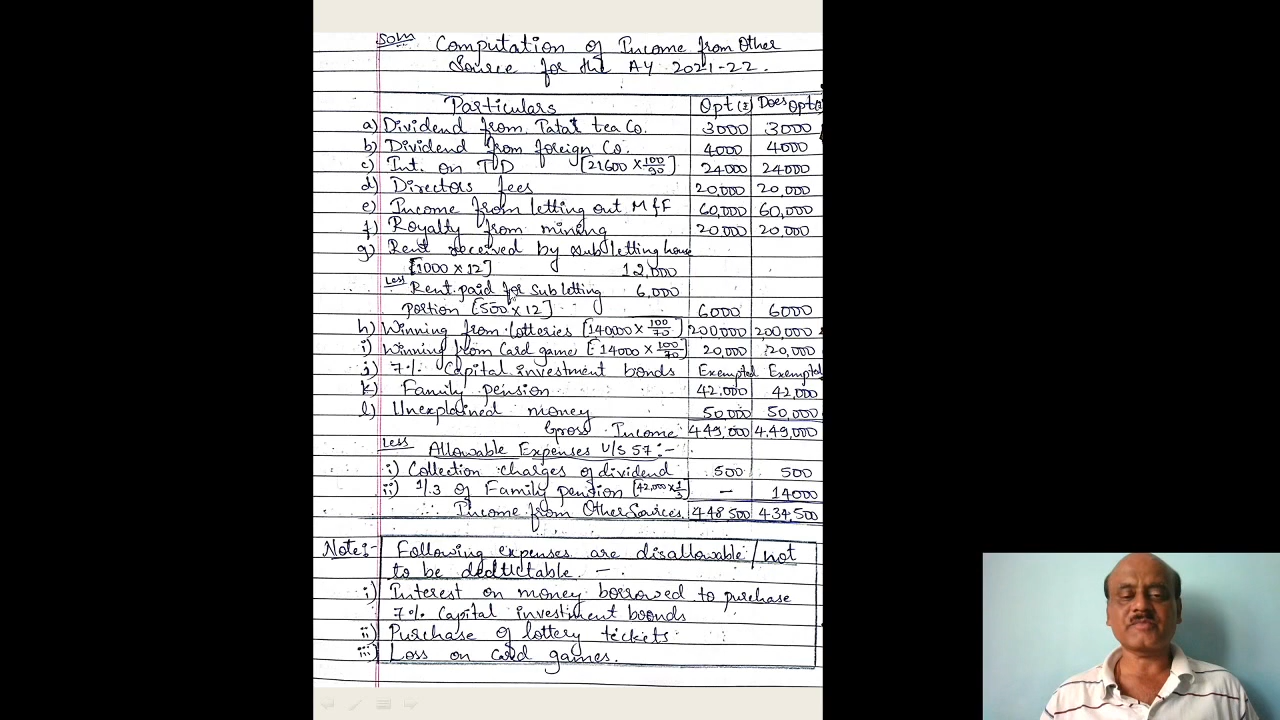 Soln Computation of Income from Other
Source for the AY 2021-22.
Particulars Opt (₹) Does Opt (₹)
a) Dividend from Tata tea Co. 3000 3000
b) Dividend from foreign Co. 4000 4000
c) Int. on TD [21600 × 100/90] 24000 24000
d) Directors fees 20,000 20,000
e) Income from letting out M & F 60,000 60,000
f) Royalty from mining 20,000 20,000
g) Rent received by subletting house
[1000 × 12] 12,000
Less Rent paid for subletting 6,000
portion [500 × 12] 6000 6000
h) Winning from lotteries [140000 × 100/70] 200000 200,000
i) Winning from Card games [14000 × 100/70] 20,000 20,000
j) 7% Capital investment bonds Exempted Exempted
k) Family pension 42,000 42,000
l) Unexplained money 50,000 50,000
Gross Income 449,000 4,49,000
Less Allowable Expenses U/S 57:-
i) Collection charges of dividend 500 500
ii) 1/3 of Family pension [42,000 × 1/3] — 14000
∴ Income from Other Sources 448,500 434,500
Note:- Following expenses are disallowable / not
to be deductable. —
i) Interest on money borrowed to purchase
7% Capital investment bonds
ii) Purchase of lottery tickets
iii) Loss on card games.